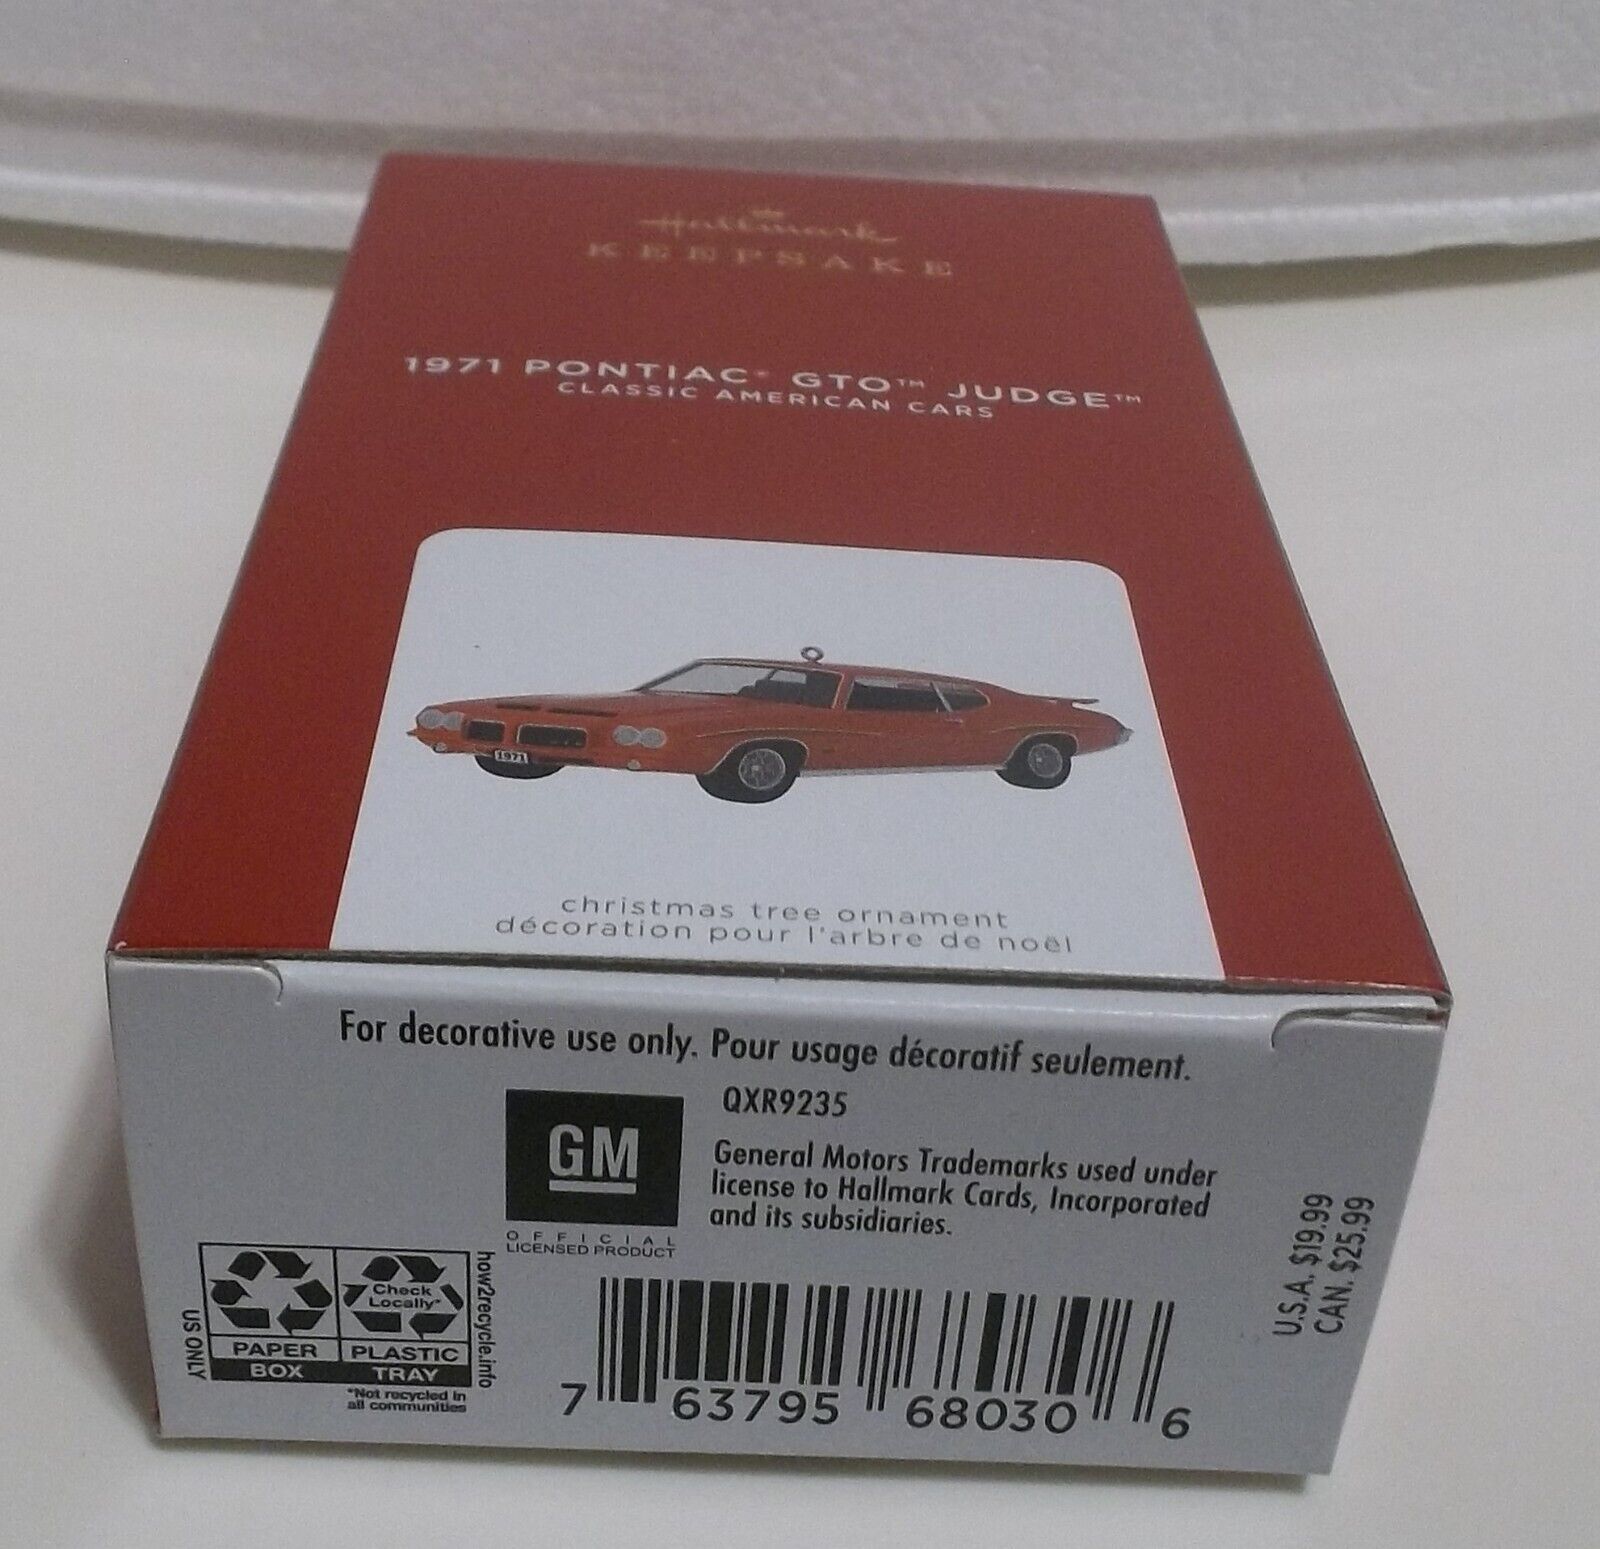 Hallmark
KEEPSAKE
1971 PONTIAC® GTO™ JUDGE™
CLASSIC AMERICAN CARS
1971
christmas tree ornament
décoration pour l'arbre de noël
For decorative use only. Pour usage décoratif seulement.
QXR9235
GM
OFFICIAL
LICENSED PRODUCT
General Motors Trademarks used under
license to Hallmark Cards, Incorporated
and its subsidiaries.
U.S.A. $19.99
CAN. $25.99
US ONLY
Check
Locally*
PAPER
BOX
PLASTIC
TRAY
*Not recycled in
all communities
how2recycle.info
7 63795 68030 6